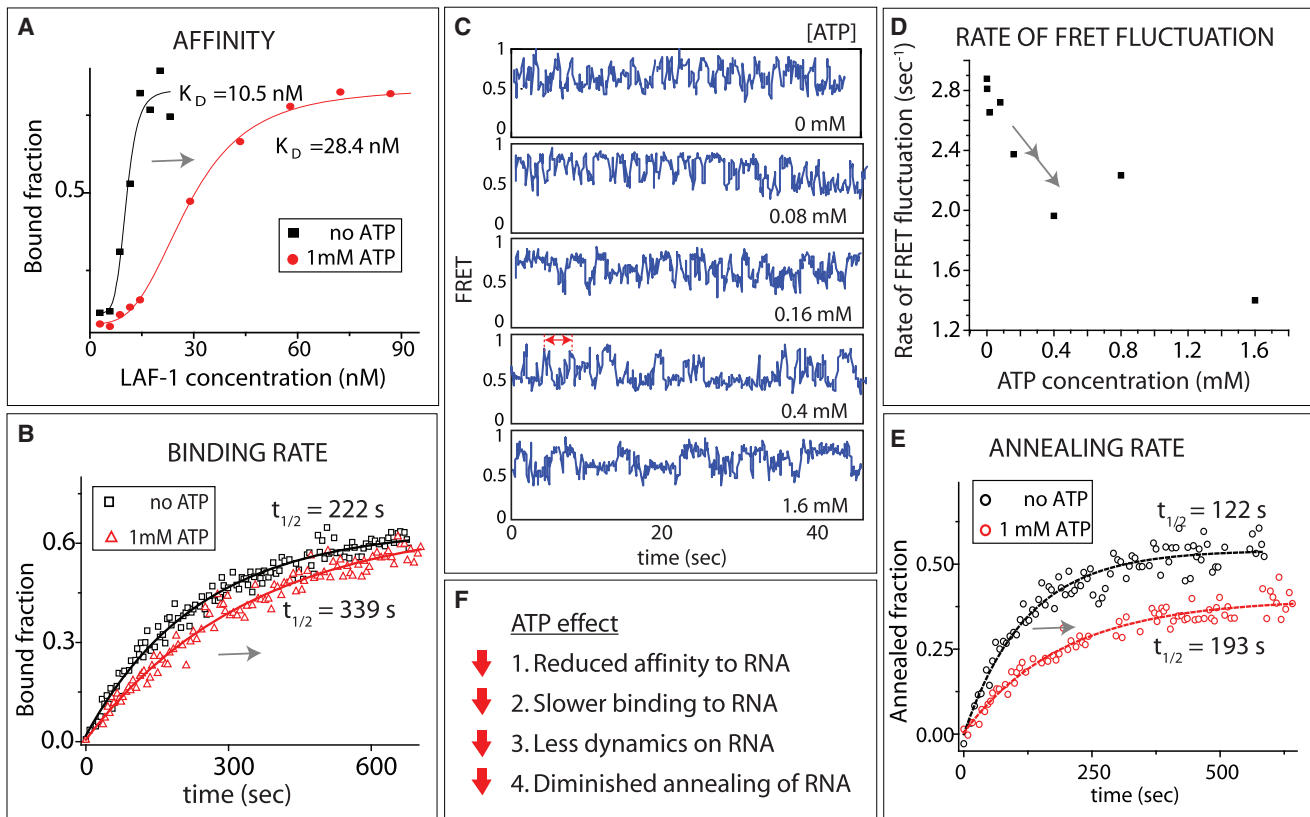 A
AFFINITY
K D =10.5 nM
K D =28.4 nM
0.5
no ATP
1mM ATP
Bound fraction
0 30 60 90
LAF-1 concentration (nM)
B
BINDING RATE
no ATP
1mM ATP
t1/2 = 222 s
t1/2 = 339 s
0.6
0.3
0.0
Bound fraction
0 300 600
time (sec)
C
[ATP]
1
0.5
0
0 mM
1
0.5
0
0.08 mM
1
0.5
0
0.16 mM
1
0.5
0
0.4 mM
1
0.5
0
1.6 mM
FRET
0 20 40
time (sec)
D
RATE OF FRET FLUCTUATION
Rate of FRET fluctuation (sec-1)
2.8
2.4
2.0
1.6
1.2
0 0.4 0.8 1.2 1.6
ATP concentration (mM)
E
ANNEALING RATE
no ATP
1 mM ATP
t1/2 = 122 s
t1/2 = 193 s
0.50
0.25
0.00
Annealed fraction
0 250 500
time (sec)
F
ATP effect
1. Reduced affinity to RNA
2. Slower binding to RNA
3. Less dynamics on RNA
4. Diminished annealing of RNA